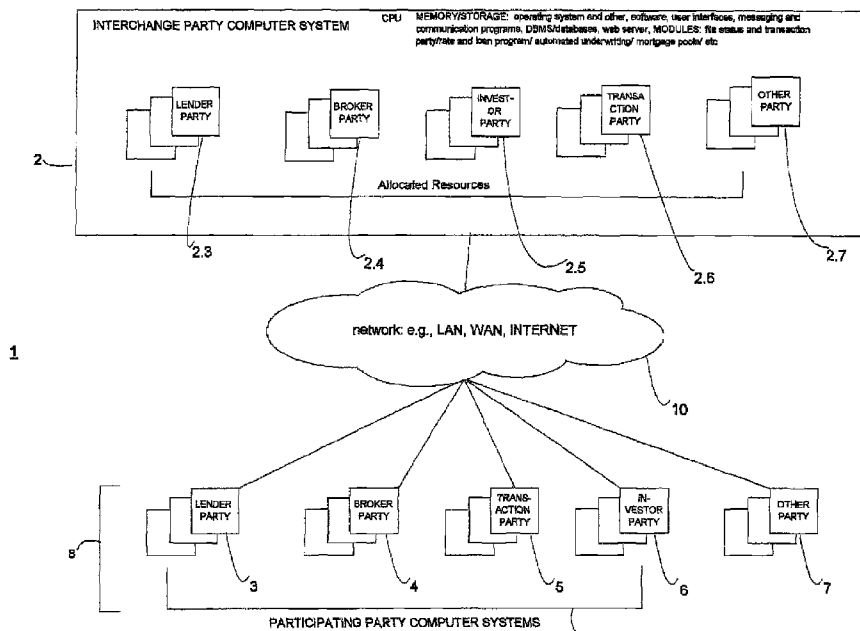 INTERCHANGE PARTY COMPUTER SYSTEM
CPU MEMORY/STORAGE: operating system and other, software, user interfaces, messaging and
communication programs, DBMS/databases, web server, MODULES: file status and transaction
party/rate and loan program/ automated underwriting/ mortgage pools/ etc
LENDER
PARTY
BROKER
PARTY
INVEST-
OR
PARTY
TRANSA
CTION
PARTY
OTHER
PARTY
2
Allocated Resources
2.3
2.4
2.5
2.6
2.7
network: e.g., LAN, WAN, INTERNET
1
10
LENDER
PARTY
BROKER
PARTY
TRANS-
ACTION
PARTY
IN-
VESTOR
PARTY
OTHER
PARTY
8
3
4
5
6
7
PARTICIPATING PARTY COMPUTER SYSTEMS